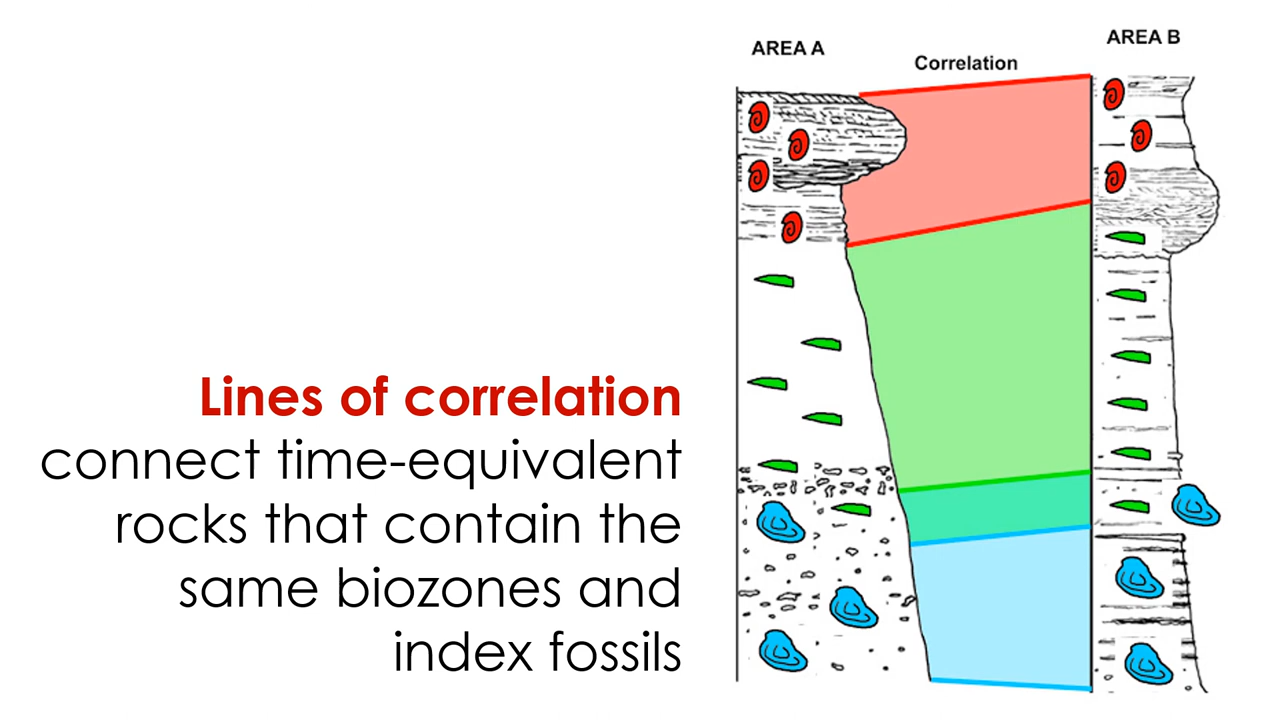 AREA A
Correlation
AREA B
Lines of correlation
connect time-equivalent
rocks that contain the
same biozones and
index fossils